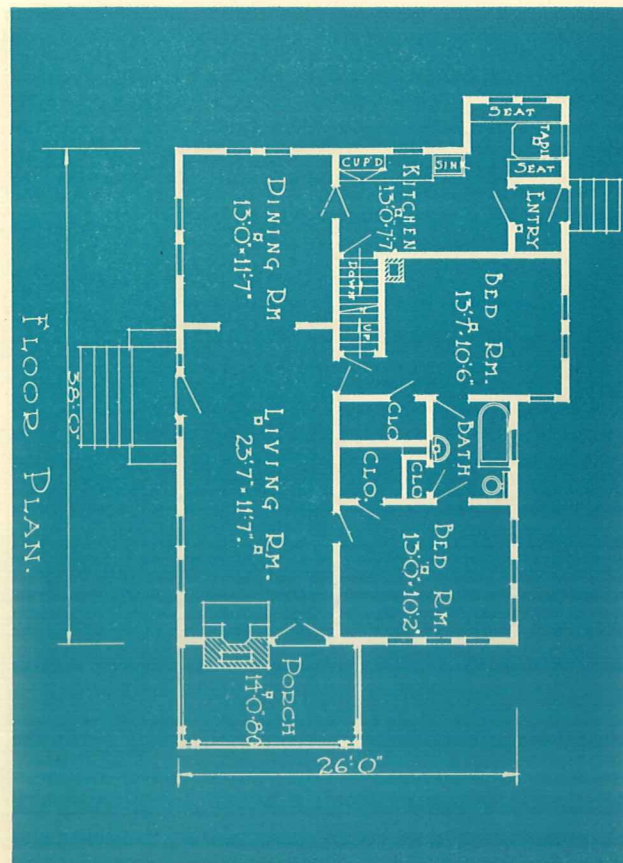 SEAT
TABLE
SEAT
ENTRY
CUP'D
SINK
KITCHEN
13'-0"·7'-7"
DINING RM
13'-0"·11'-7"
DOWN
UP
BED RM.
13'-7"·10'-6"
CLO
BATH
CLO.
CLO
LIVING RM.
23'-7"·11'-7"
BED RM.
13'-0"·10'-2"
PORCH
14'-0"·8'-0"
38'-0"
26'-0"
FLOOR PLAN.